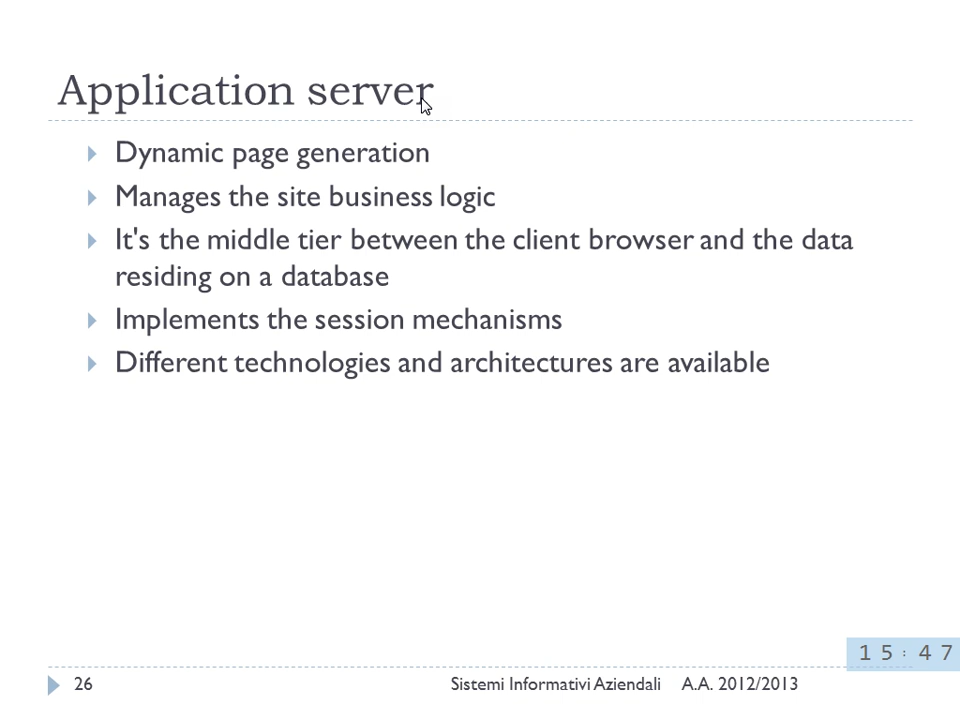 Application server
Dynamic page generation
Manages the site business logic
It's the middle tier between the client browser and the data
residing on a database
Implements the session mechanisms
Different technologies and architectures are available
15:47
26
Sistemi Informativi Aziendali A.A. 2012/2013